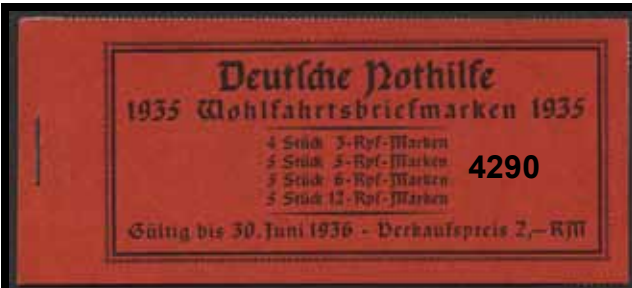 Deutsche Nothilfe
1935 Wohlfahrtsbriefmarken 1935
4 Stück 3-Rpf-Marken
5 Stück 5-Rpf-Marken
5 Stück 6-Rpf-Marken
5 Stück 12-Rpf-Marken
4290
Gültig bis 30. Juni 1936 - Verkaufspreis 2,— RM